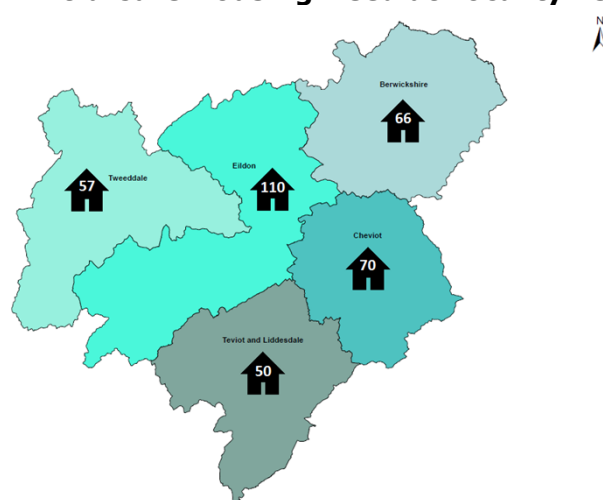 N
Berwickshire
66
Tweeddale
57
Eildon
110
Cheviot
70
Teviot and Liddesdale
50